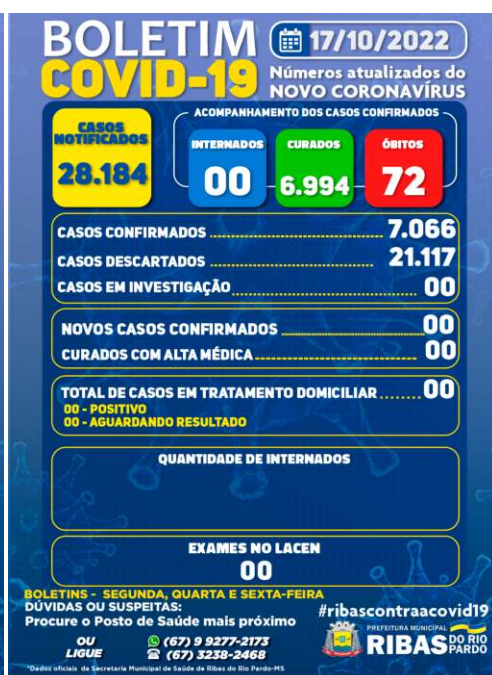 BOLETIM
17/10/2022
COVID-19
Números atualizados do
NOVO CORONAVÍRUS
CASOS
NOTIFICADOS
28.184
ACOMPANHAMENTO DOS CASOS CONFIRMADOS
INTERNADOS
00
CURADOS
6.994
ÓBITOS
72
CASOS CONFIRMADOS ........ 7.066
CASOS DESCARTADOS ........ 21.117
CASOS EM INVESTIGAÇÃO ........ 00
NOVOS CASOS CONFIRMADOS ........ 00
CURADOS COM ALTA MÉDICA ........ 00
TOTAL DE CASOS EM TRATAMENTO DOMICILIAR ....... 00
00 - POSITIVO
00 - AGUARDANDO RESULTADO
QUANTIDADE DE INTERNADOS
EXAMES NO LACEN
00
BOLETINS - SEGUNDA, QUARTA E SEXTA-FEIRA
DÚVIDAS OU SUSPEITAS:
Procure o Posto de Saúde mais próximo
OU
LIGUE
(67) 9 9277-2173
(67) 3238-2468
*Dados oficiais da Secretaria Municipal de Saúde de Ribas do Rio Pardo-MS
#ribascontraacovid19
PREFEITURA MUNICIPAL
RIBAS DO RIO
PARDO